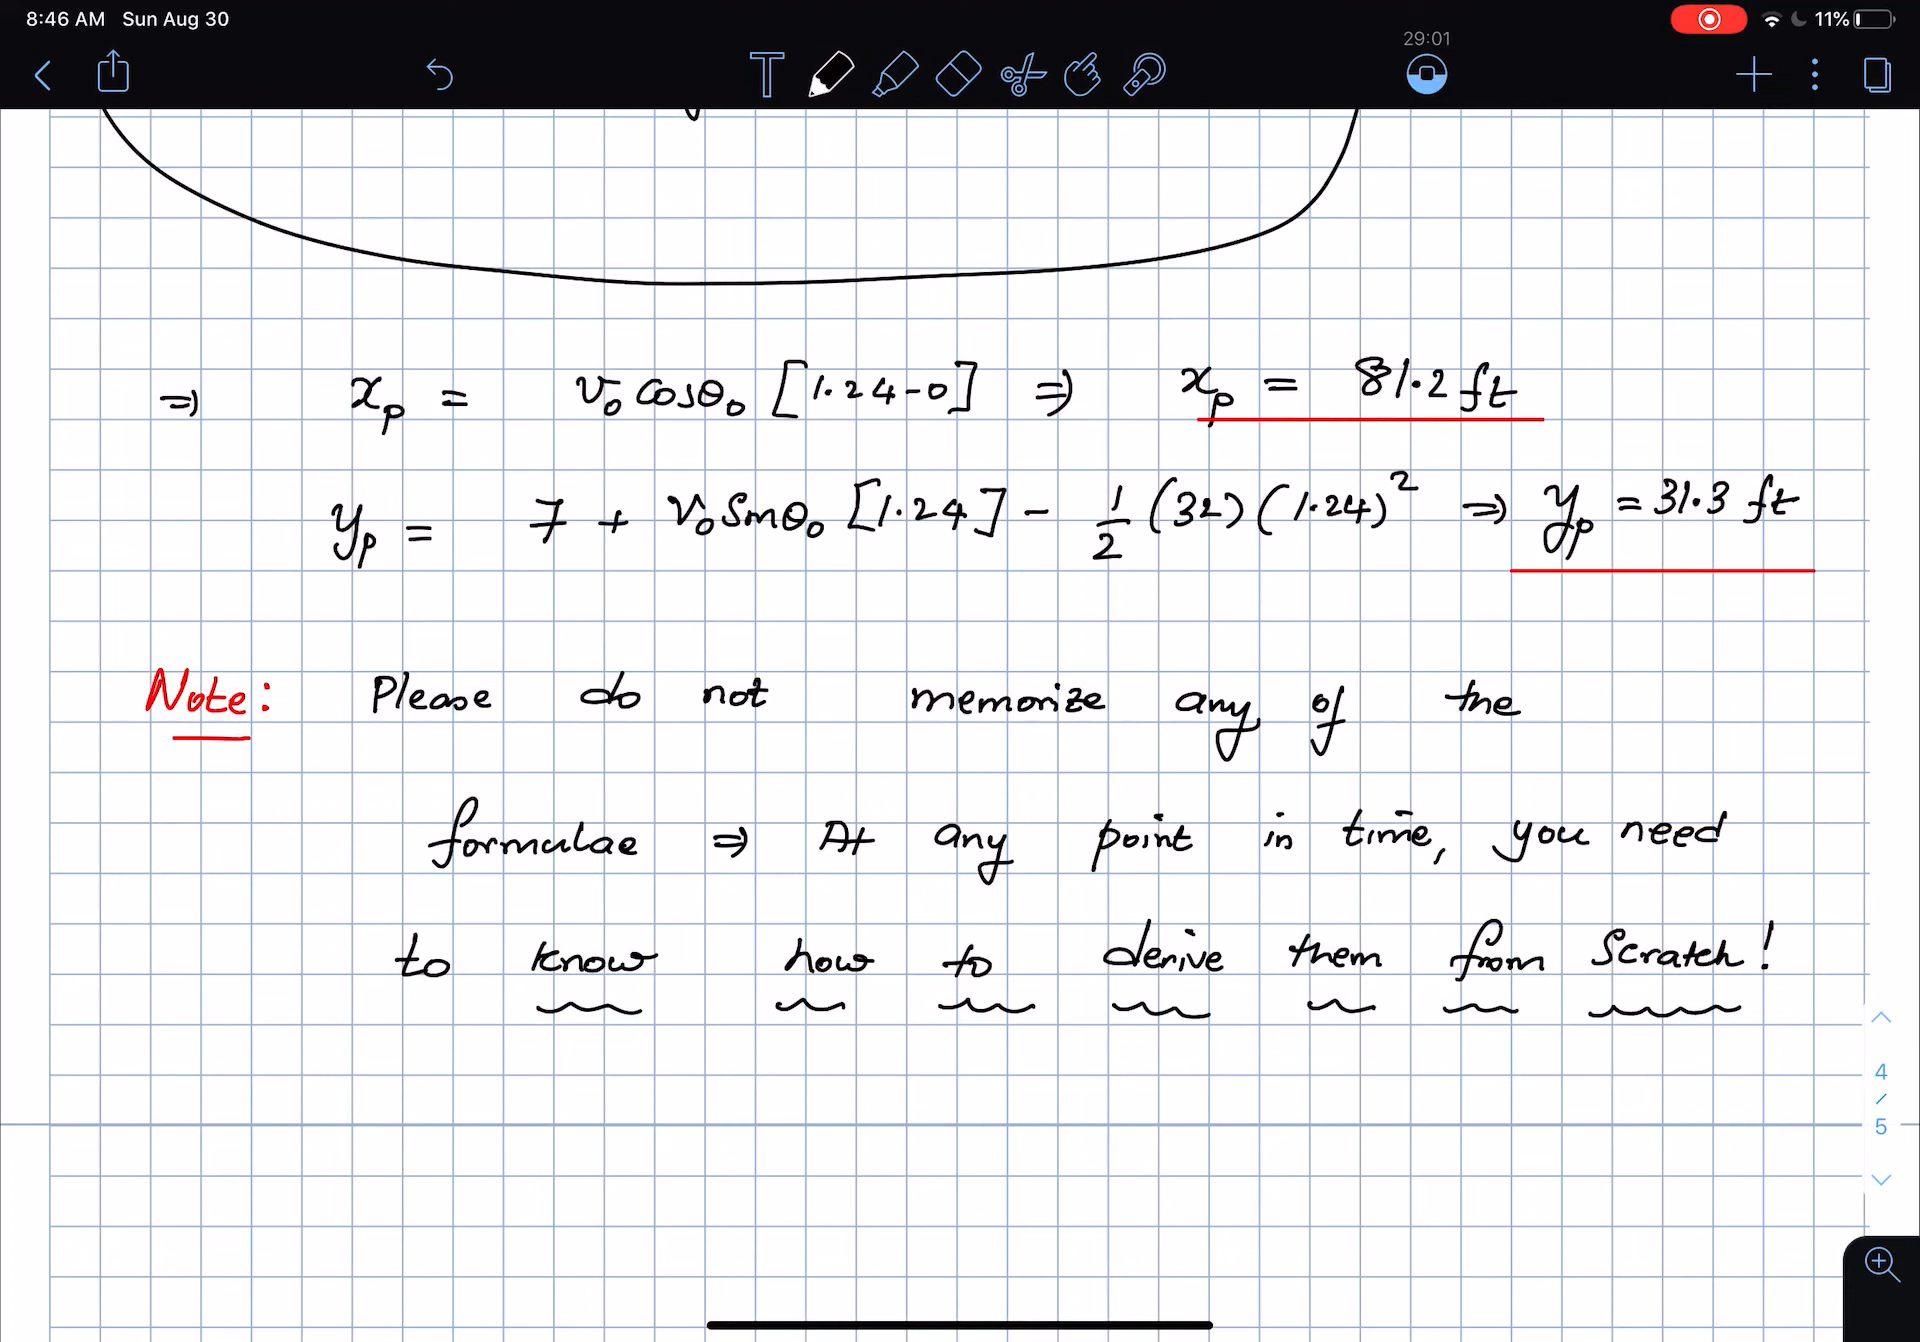 8:46 AM Sun Aug 30
11%
29:01
T
⇒ xₚ = v₀ cosθ₀ [1.24-0] ⇒ xₚ = 81.2 ft
yₚ = 7 + v₀ sinθ₀ [1.24] - 1/2 (32) (1.24)² ⇒ yₚ = 31.3 ft
Note: Please do not memorize any of the
formulae ⇒ At any point in time, you need
to know how to derive them from Scratch!
4
/
5